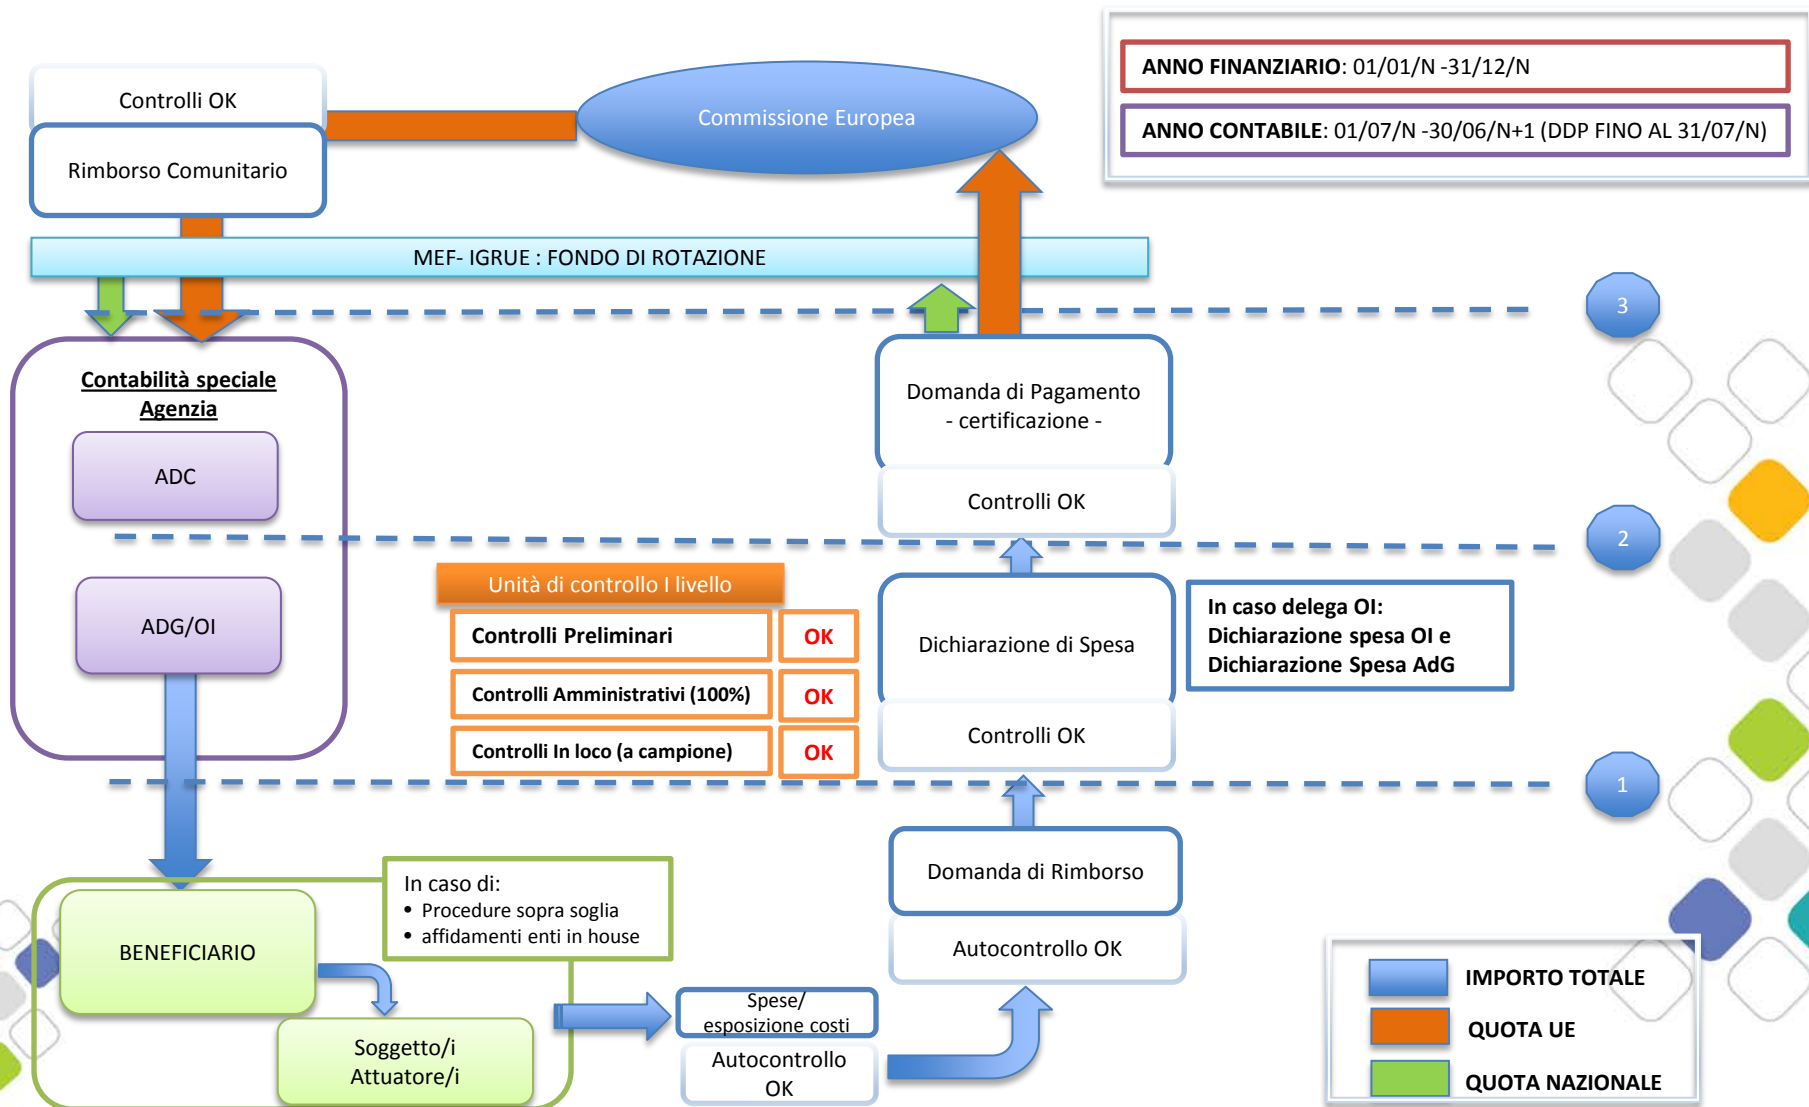 Controlli OK
Rimborso Comunitario
Commissione Europea
ANNO FINANZIARIO: 01/01/N -31/12/N
ANNO CONTABILE: 01/07/N -30/06/N+1 (DDP FINO AL 31/07/N)
MEF- IGRUE : FONDO DI ROTAZIONE
3
Contabilità speciale
Agenzia
ADC
ADG/OI
Domanda di Pagamento
- certificazione -
Controlli OK
2
Unità di controllo I livello
Controlli Preliminari
OK
Controlli Amministrativi (100%)
OK
Controlli In loco (a campione)
OK
Dichiarazione di Spesa
Controlli OK
In caso delega OI:
Dichiarazione spesa OI e
Dichiarazione Spesa AdG
1
Domanda di Rimborso
Autocontrollo OK
In caso di:
• Procedure sopra soglia
• affidamenti enti in house
BENEFICIARIO
Soggetto/i
Attuatore/i
Spese/
esposizione costi
Autocontrollo
OK
IMPORTO TOTALE
QUOTA UE
QUOTA NAZIONALE